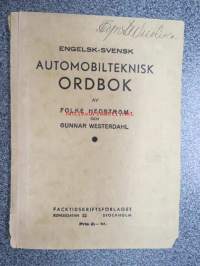 ENGELSK-SVENSK
AUTOMOBILTEKNISK
ORDBOK
AV
FOLKE HEDSTRÖM
OCH
GUNNAR WESTERDAHL
FACKTIDSKRIFTSFÖRLAGET
STOCKHOLM